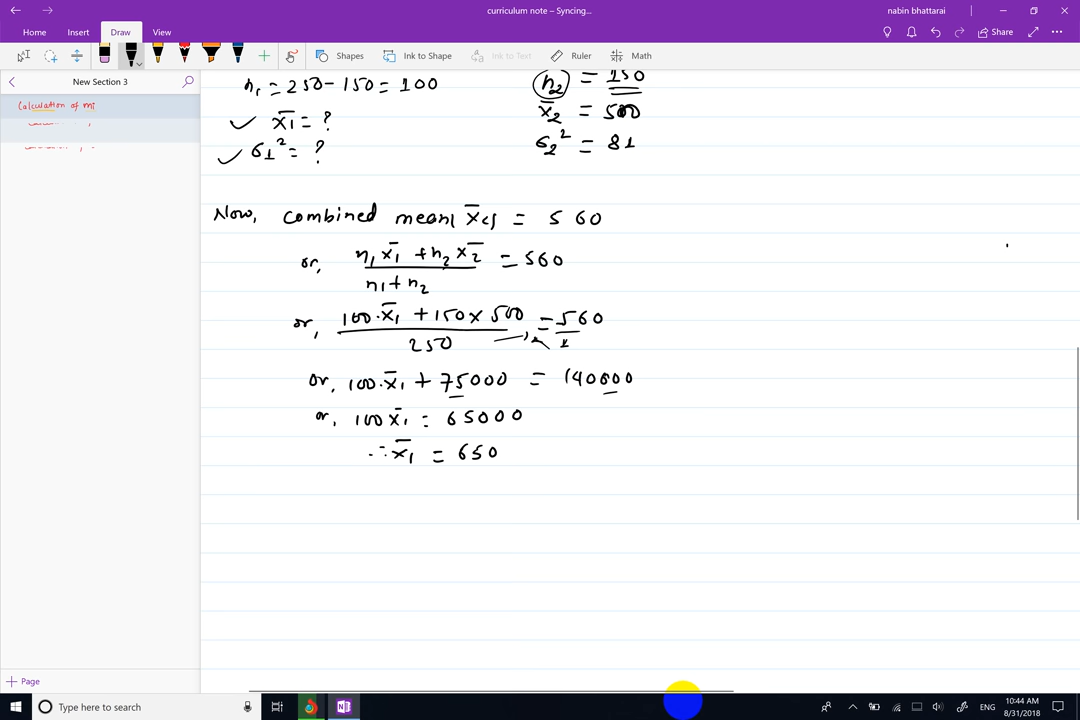 curriculum note – Syncing...
nabin bhattarai
Home Insert Draw View
Share
Shapes Ink to Shape Ink to Text Ruler Math
New Section 3
Calculation of mi
n₁ = 250 − 150 = 100
n₂ = 150
x̄₁ = ?
x̄₂ = 500
σ₁² = ?
σ₂² = 81
Now, combined mean, x̄
= 560
or, n₁x̄₁ + n₂x̄₂ = 560
n₁ + n₂
or, 100·x̄₁ + 150 × 500 = 560
250
1
or, 100·x̄₁ + 75000 = 140000
or, 100x̄₁ = 65000
∴ x̄₁ = 650
+ Page
Type here to search
ENG
10:44 AM
8/31/2018